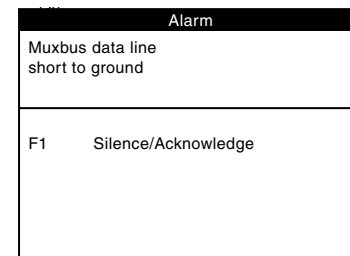 Alarm
Muxbus data line
short to ground
F1 Silence/Acknowledge